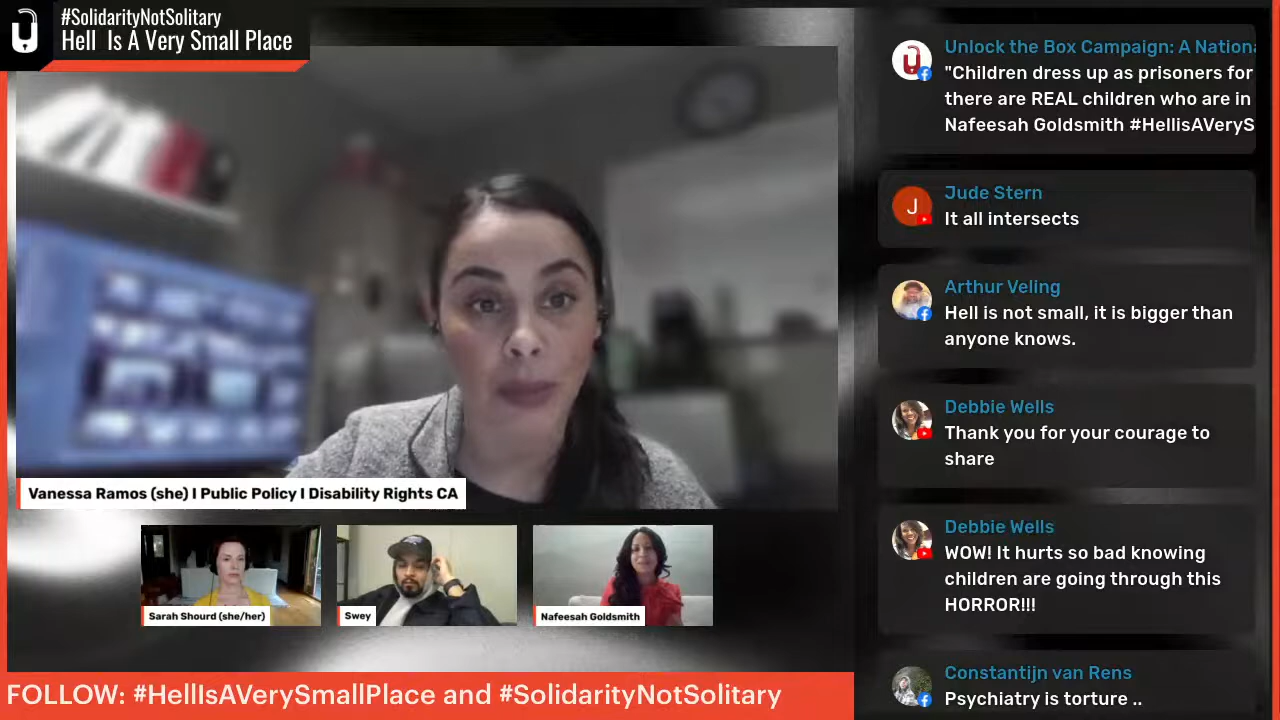 #SolidarityNotSolitary
Hell Is A Very Small Place
Vanessa Ramos (she) I Public Policy I Disability Rights CA
Sarah Shourd (she/her)
Swey
Nafeesah Goldsmith
FOLLOW: #HellIsAVerySmallPlace and #SolidarityNotSolitary
Unlock the Box Campaign: A Nationa
"Children dress up as prisoners for
there are REAL children who are in
Nafeesah Goldsmith #HellisAVeryS
Jude Stern
J
It all intersects
Arthur Veling
Hell is not small, it is bigger than
anyone knows.
Debbie Wells
Thank you for your courage to
share
Debbie Wells
WOW! It hurts so bad knowing
children are going through this
HORROR!!!
Constantijn van Rens
Psychiatry is torture ..